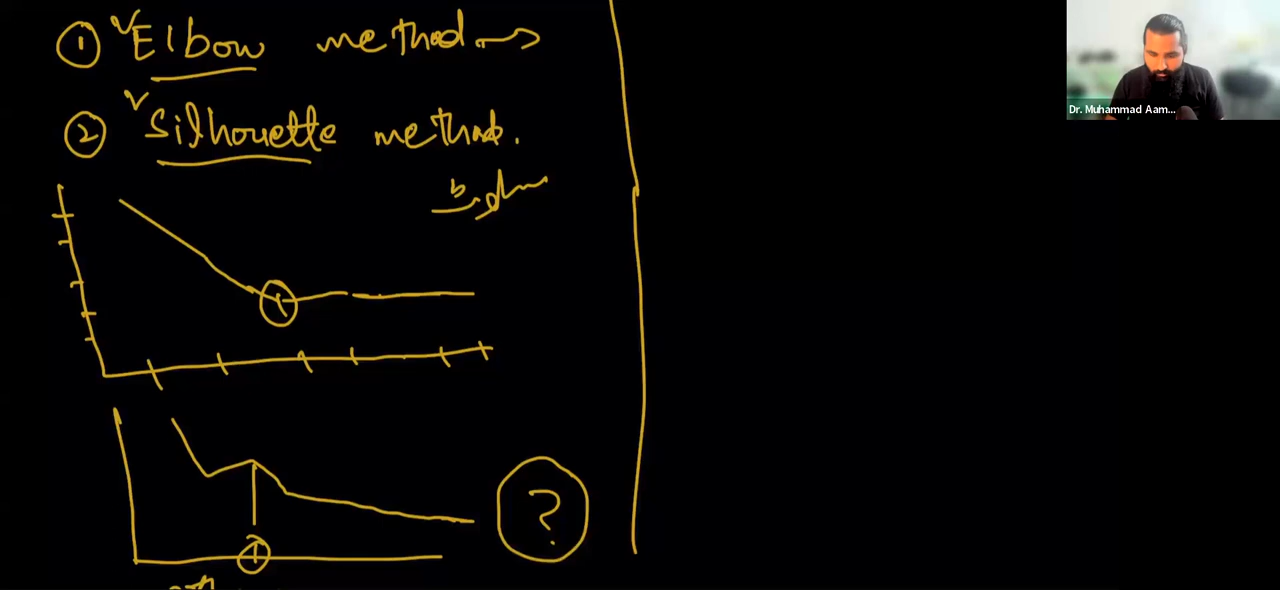 ① Elbow method →
Dr. Muhammad Aam...
② Silhouette method.
?